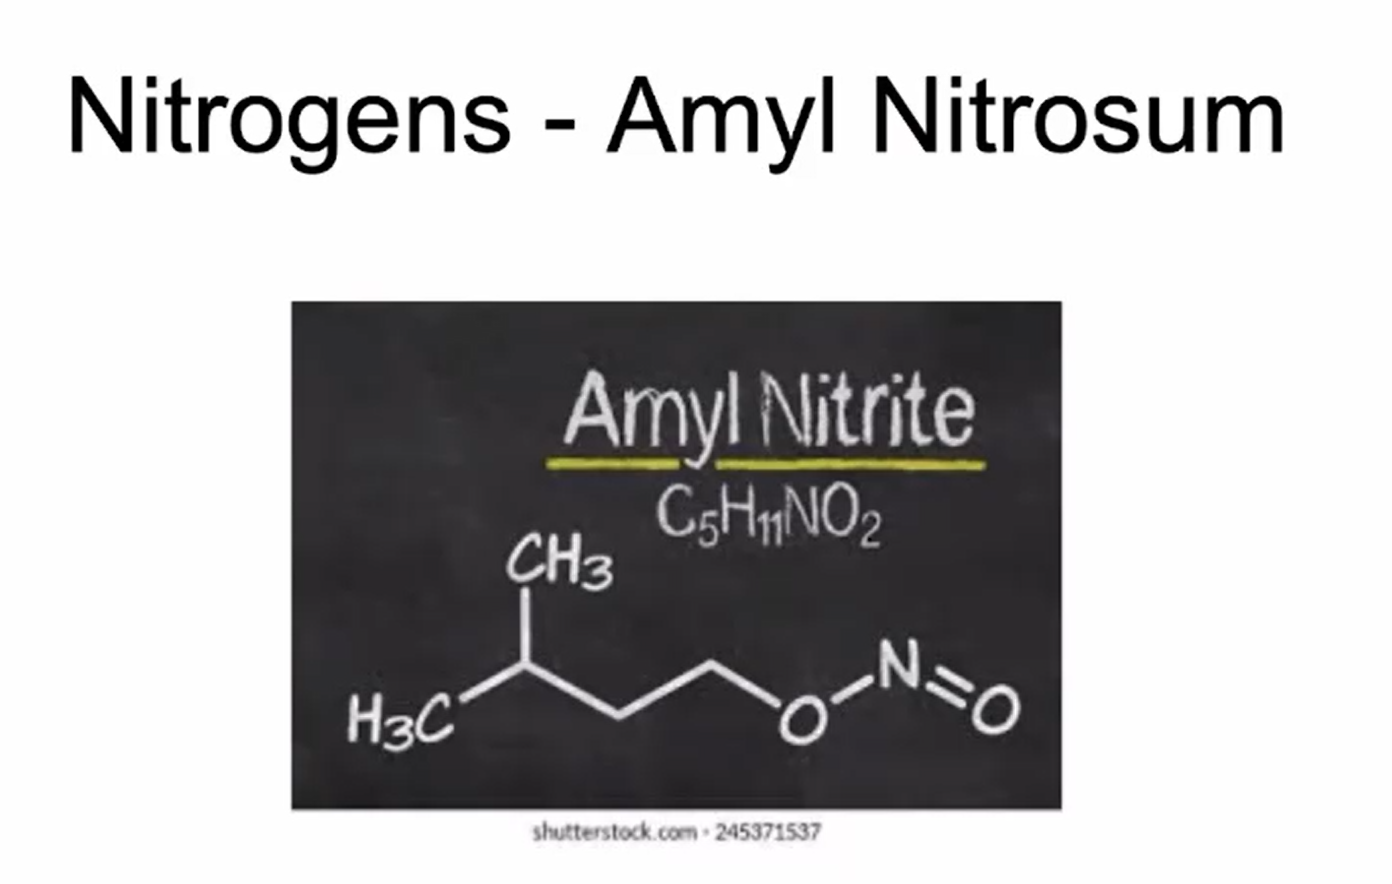 Nitrogens - Amyl Nitrosum
Amyl Nitrite
C₅H₁₁NO₂
CH₃
H₃C
O
N
O
shutterstock.com · 245371537